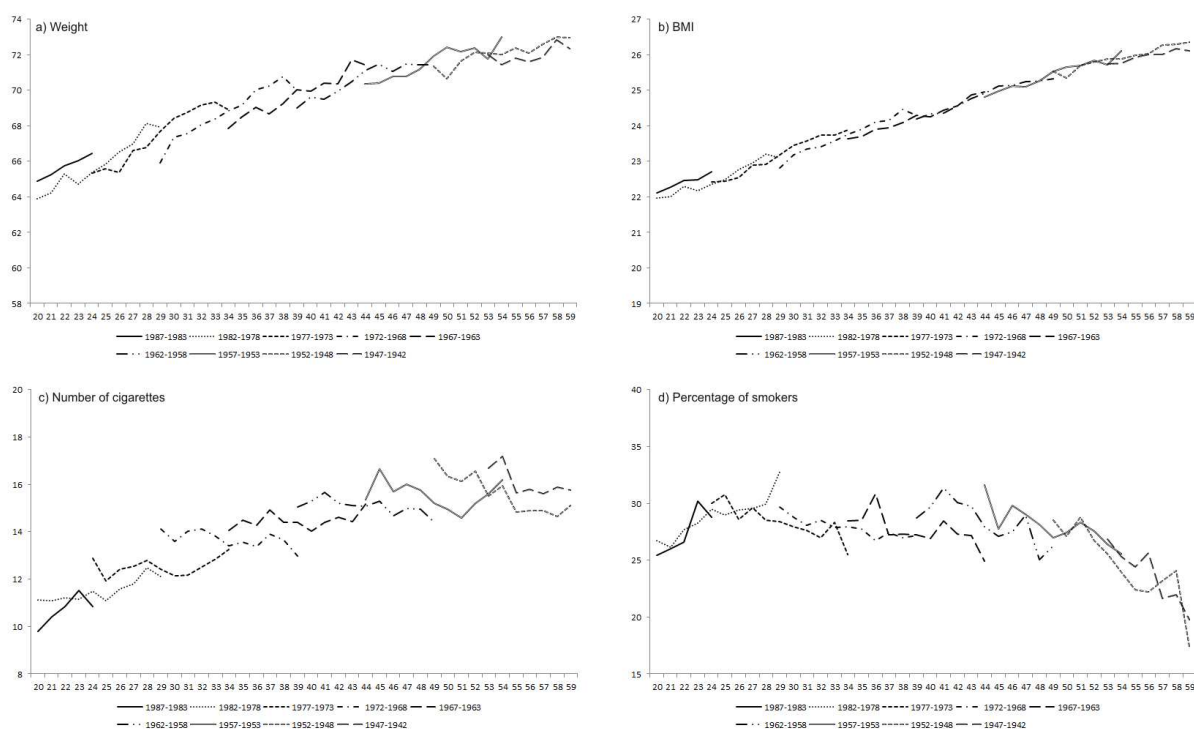 a) Weight
74
72
70
68
66
64
62
60
58
20 21 22 23 24 25 26 27 28 29 30 31 32 33 34 35 36 37 38 39 40 41 42 43 44 45 46 47 48 49 50 51 52 53 54 55 56 57 58 59
1987-1983 1982-1978 1977-1973 1972-1968 1967-1963
1962-1958 1957-1953 1952-1948 1947-1942
b) BMI
27
26
25
24
23
22
21
20
19
20 21 22 23 24 25 26 27 28 29 30 31 32 33 34 35 36 37 38 39 40 41 42 43 44 45 46 47 48 49 50 51 52 53 54 55 56 57 58 59
1987-1983 1982-1978 1977-1973 1972-1968 1967-1963
1962-1958 1957-1953 1952-1948 1947-1942
c) Number of cigarettes
20
18
16
14
12
10
8
20 21 22 23 24 25 26 27 28 29 30 31 32 33 34 35 36 37 38 39 40 41 42 43 44 45 46 47 48 49 50 51 52 53 54 55 56 57 58 59
1987-1983 1982-1978 1977-1973 1972-1968 1967-1963
1962-1958 1957-1953 1952-1948 1947-1942
d) Percentage of smokers
40
35
30
25
20
15
20 21 22 23 24 25 26 27 28 29 30 31 32 33 34 35 36 37 38 39 40 41 42 43 44 45 46 47 48 49 50 51 52 53 54 55 56 57 58 59
1987-1983 1982-1978 1977-1973 1972-1968 1967-1963
1962-1958 1957-1953 1952-1948 1947-1942